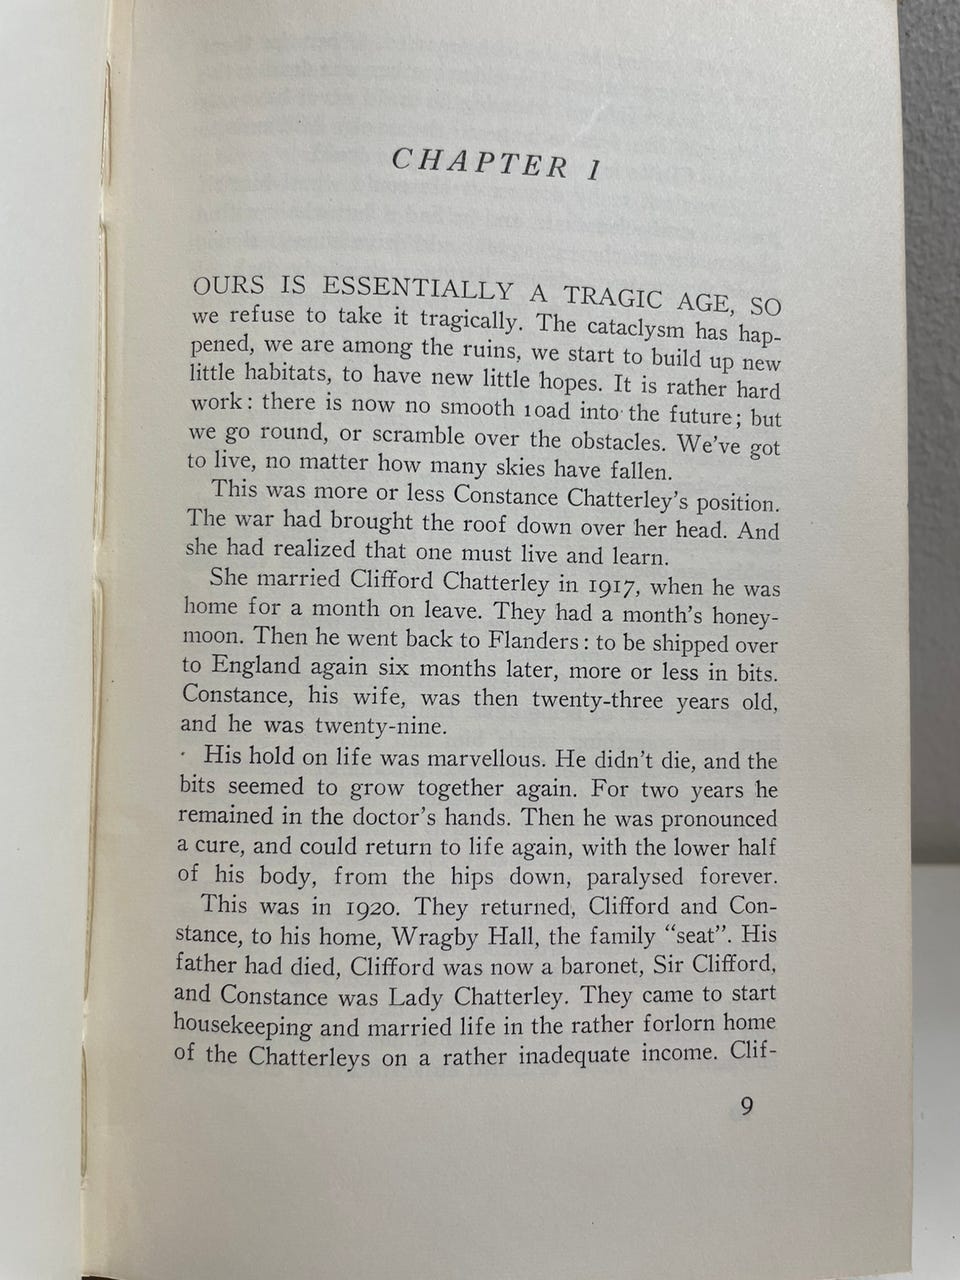 CHAPTER 1
OURS IS ESSENTIALLY A TRAGIC AGE, SO
we refuse to take it tragically. The cataclysm has hap-
pened, we are among the ruins, we start to build up new
little habitats, to have new little hopes. It is rather hard
work: there is now no smooth 1oad into the future; but
we go round, or scramble over the obstacles. We've got
to live, no matter how many skies have fallen.
This was more or less Constance Chatterley's position.
The war had brought the roof down over her head. And
she had realized that one must live and learn.
She married Clifford Chatterley in 1917, when he was
home for a month on leave. They had a month's honey-
moon. Then he went back to Flanders: to be shipped over
to England again six months later, more or less in bits.
Constance, his wife, was then twenty-three years old,
and he was twenty-nine.
His hold on life was marvellous. He didn't die, and the
bits seemed to grow together again. For two years he
remained in the doctor's hands. Then he was pronounced
a cure, and could return to life again, with the lower half
of his body, from the hips down, paralysed forever.
This was in 1920. They returned, Clifford and Con-
stance, to his home, Wragby Hall, the family "seat". His
father had died, Clifford was now a baronet, Sir Clifford,
and Constance was Lady Chatterley. They came to start
housekeeping and married life in the rather forlorn home
of the Chatterleys on a rather inadequate income. Clif-
9